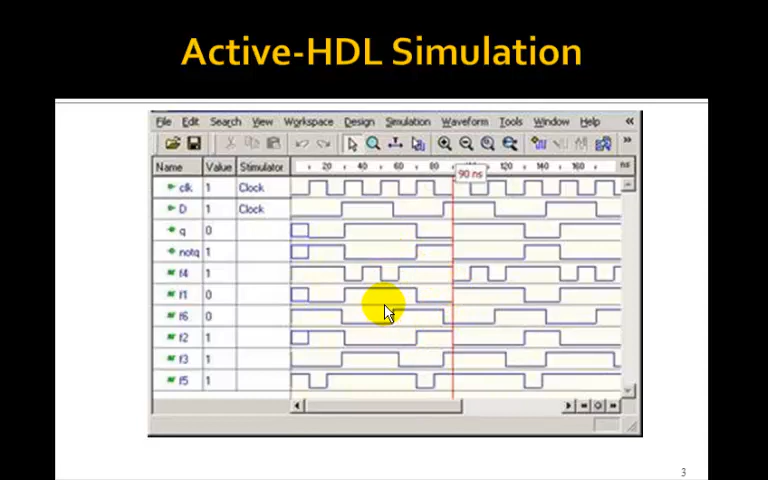 Active-HDL Simulation
File Edit Search View Workspace Design Simulation Waveform Tools Window Help «
Name Value Stimulator 20 40 60 80 120 140 160 ns
90 ns
clk 1 Clock
D 1 Clock
q 0
notq 1
f4 1
f1 0
f6 0
f2 1
f3 1
f5 1
3